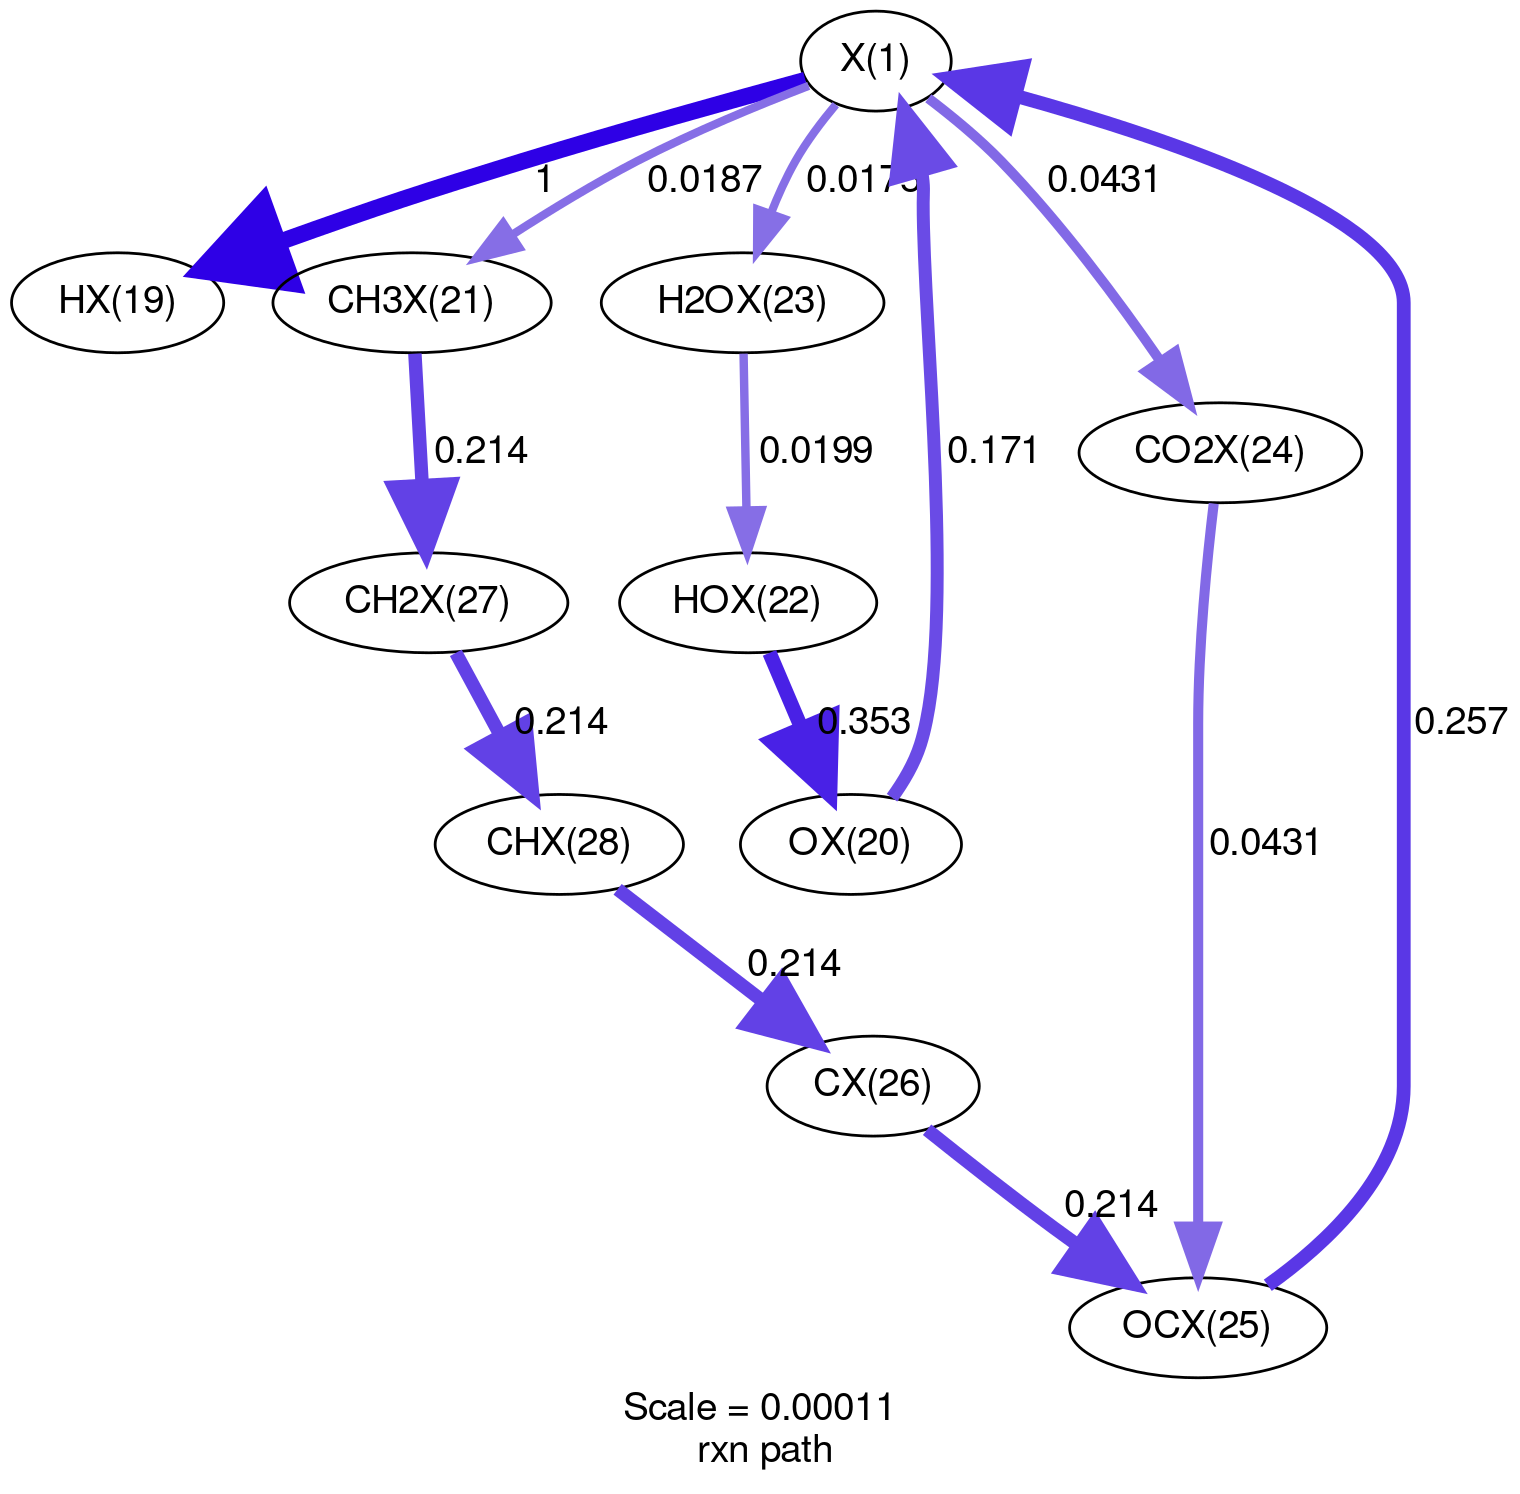 X(1)
1
0.0187
0.0431
HX(19)
CH3X(21)
H2OX(23)
0.214
0.0199
0.171
CO2X(24)
CH2X(27)
HOX(22)
0.214
0.353
0.257
CHX(28)
OX(20)
0.0431
0.214
CX(26)
0.214
OCX(25)
Scale = 0.00011
rxn path